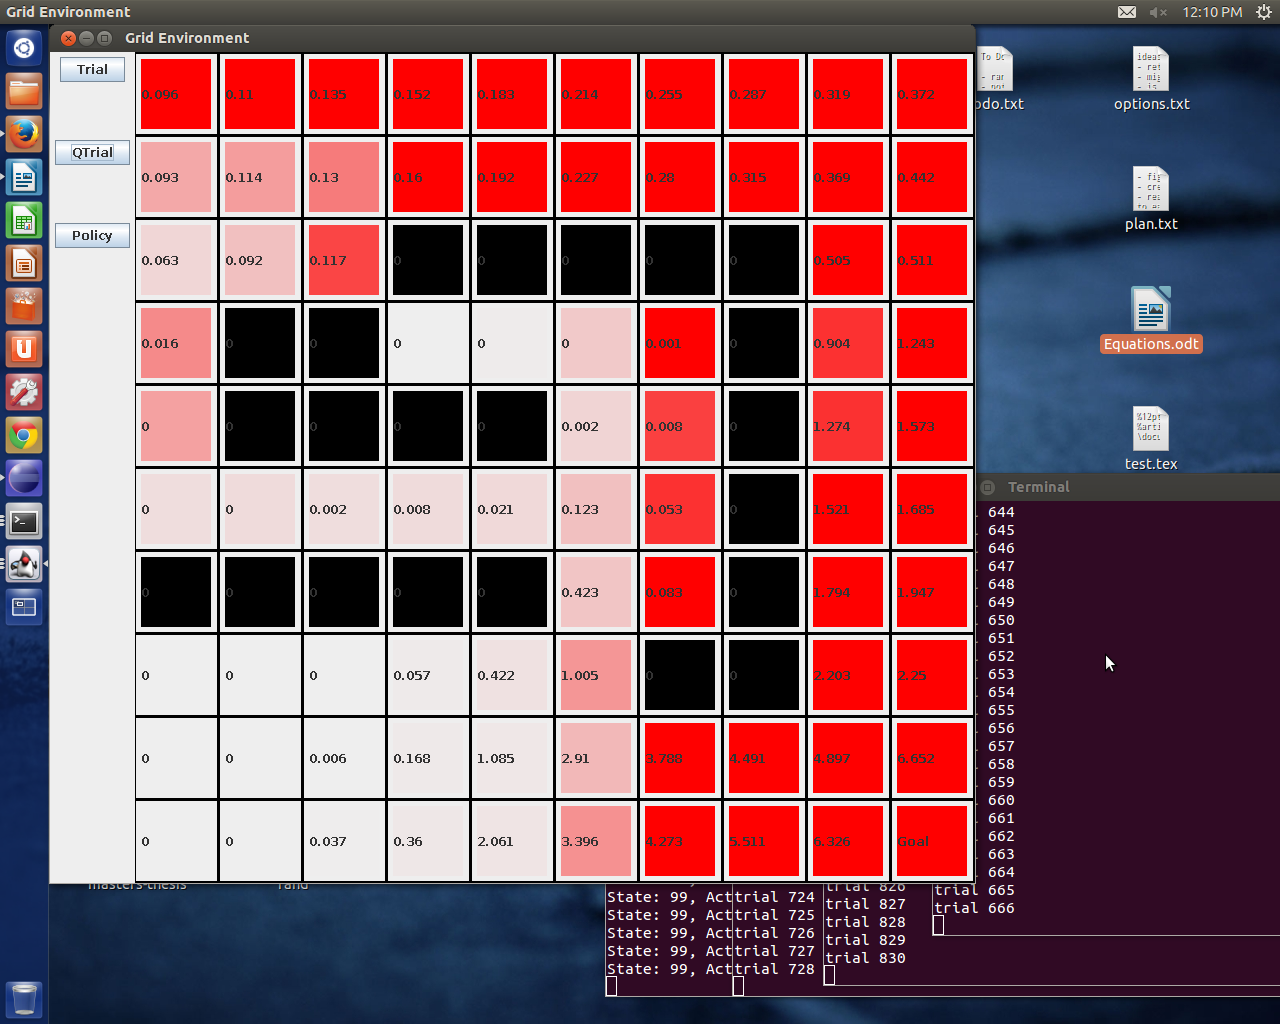 Grid Environment
12:10 PM
Grid Environment
Trial
QTrial
Policy
0.096 0.11 0.135 0.152 0.183 0.214 0.255 0.287 0.319 0.372
0.093 0.114 0.13 0.16 0.192 0.227 0.28 0.315 0.369 0.442
0.063 0.092 0.117 0 0 0 0 0 0.505 0.511
0.016 0 0 0 0 0 0.001 0 0.904 1.243
0 0 0 0 0 0.002 0.008 0 1.274 1.573
0 0 0.002 0.008 0.021 0.123 0.053 0 1.521 1.685
0 0 0 0 0 0.423 0.083 0 1.794 1.947
0 0 0 0.057 0.422 1.005 0 0 2.203 2.25
0 0 0.006 0.168 1.085 2.91 3.788 4.491 4.897 6.652
0 0 0.037 0.36 2.061 3.396 4.273 5.511 6.326 Goal
odo.txt
options.txt
plan.txt
Equations.odt
test.tex
Terminal
644
645
646
647
648
649
650
651
652
653
654
655
656
657
658
659
660
661
662
663
664
trial 665
trial 666
trial 826
trial 827
trial 828
trial 829
trial 830
State: 99, Act
State: 99, Act
State: 99, Act
State: 99, Act
State: 99, Act
trial 724
trial 725
trial 726
trial 727
trial 728
masters-thesis
rand